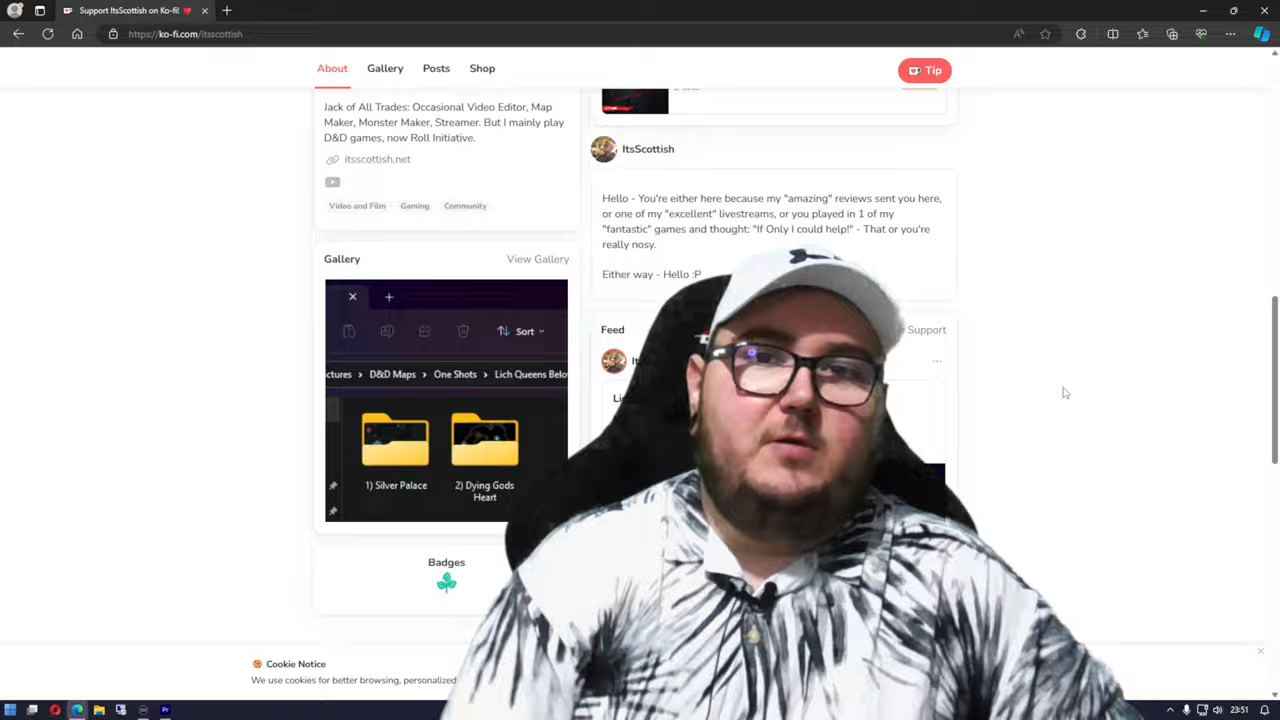 Support ItsScottish on Ko-fi!
https://ko-fi.com/itsscottish
About
Gallery
Posts
Shop
Tip
Jack of All Trades: Occasional Video Editor, Map
Maker, Monster Maker, Streamer. But I mainly play
D&D games, now Roll Initiative.
itsscottish.net
Video and Film
Gaming
Community
ItsScottish
Hello - You're either here because my "amazing" reviews sent you here,
or one of my "excellent" livestreams, or you played in 1 of my
"fantastic" games and thought: "If Only I could help!" - That or you're
really nosy.
Either way - Hello :P
Gallery
View Gallery
Sort
D&D Maps > One Shots > Lich Queens
1) Silver Palace
2) Dying Gods
Heart
Feed
Support
Badges
Cookie Notice
We use cookies for better browsing, personalized
Pr
23:51